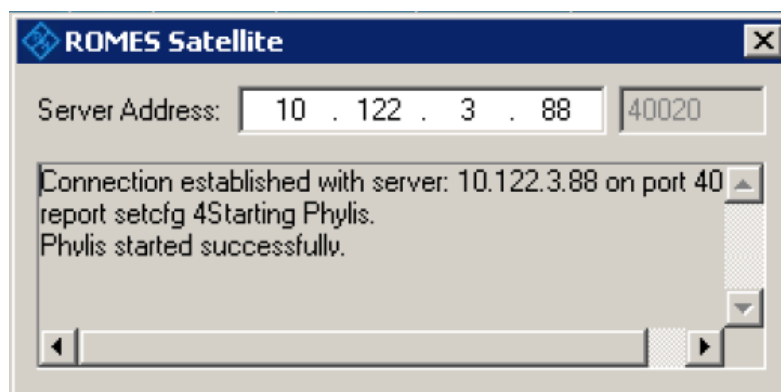 ROMES Satellite
Server Address: 10 . 122 . 3 . 88 40020
Connection established with server: 10.122.3.88 on port 40
report setcfg 4Starting Phylis.
Phylis started successfully.